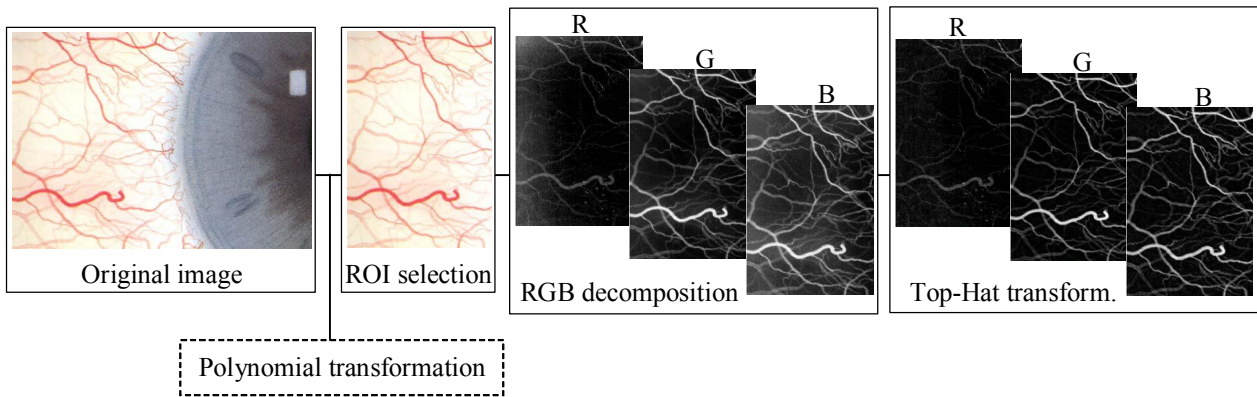 Original image
ROI selection
R
G
B
RGB decomposition
R
G
B
Top-Hat transform.
Polynomial transformation